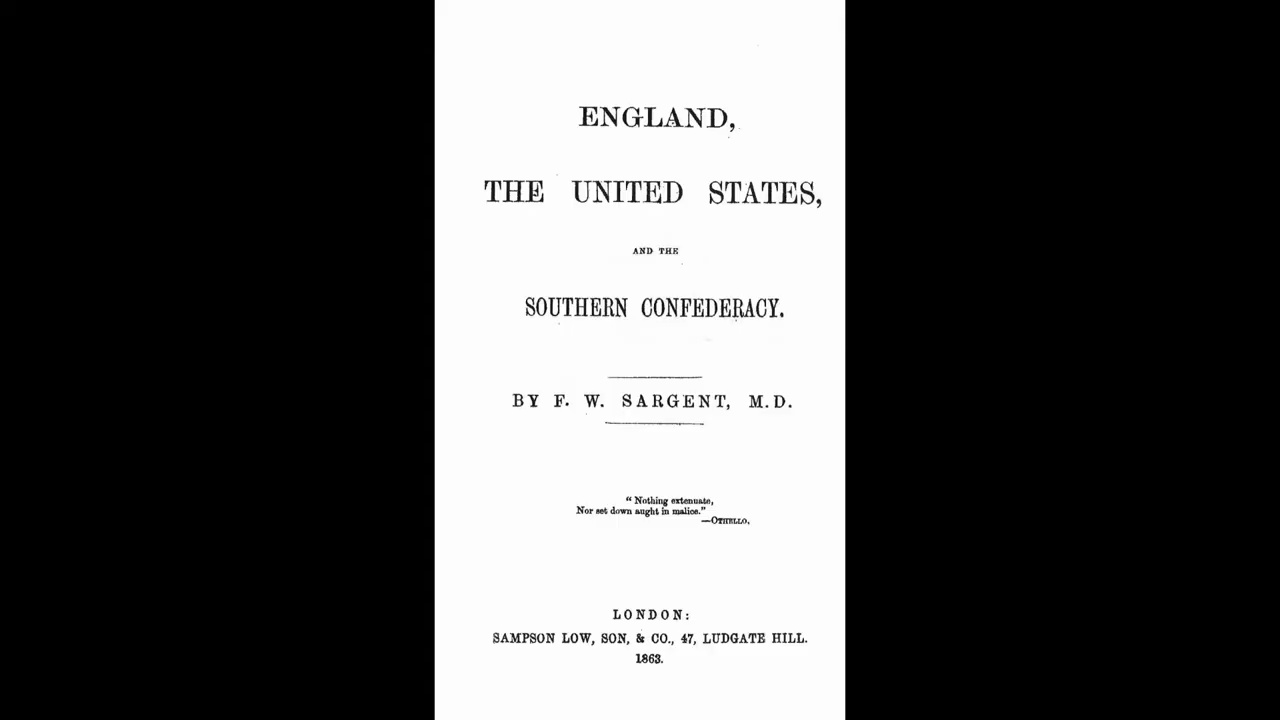 ENGLAND,
THE UNITED STATES,
AND THE
SOUTHERN CONFEDERACY.
BY F. W. SARGENT, M.D.
“ Nothing extenuate,
Nor set down aught in malice.”
—OTHELLO.
LONDON:
SAMPSON LOW, SON, & CO., 47, LUDGATE HILL.
1863.